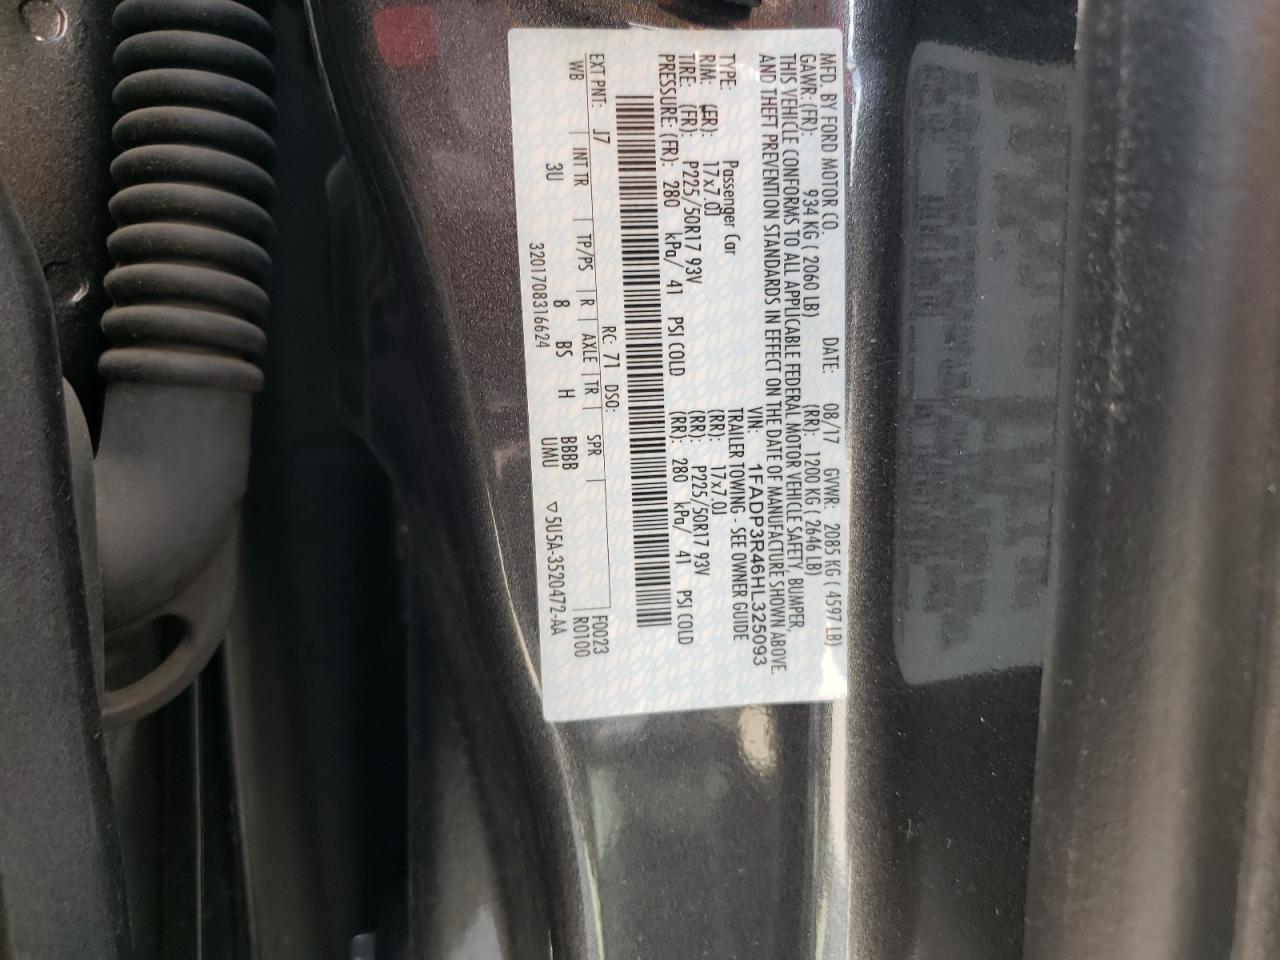 MFD. BY FORD MOTOR CO.
DATE: 08/17 GVWR: 2085 KG ( 4597 LB)
GAWR: (FR): 934 KG ( 2060 LB) (RR): 1200 KG ( 2646 LB)
THIS VEHICLE CONFORMS TO ALL APPLICABLE FEDERAL MOTOR VEHICLE SAFETY, BUMPER,
AND THEFT PREVENTION STANDARDS IN EFFECT ON THE DATE OF MANUFACTURE SHOWN ABOVE.
VIN: 1FADP3R46HL325093
TYPE: Passenger Car TRAILER TOWING - SEE OWNER GUIDE
RIM: (FR): 17x7.0J (RR): 17x7.0J
TIRE: (FR): P225/50R17 93V (RR): P225/50R17 93V
PRESSURE (FR): 280 kPa/ 41 PSI COLD (RR): 280 kPa/ 41 PSI COLD
RC: 71 DSO: F0023
EXT PNT: J7 R0100
WB | INT TR | TP/PS | R | AXLE | TR | SPR |
3U 8 BS H BBBB
UMU
3201708316624 ▽ 5U5A-3520472-AA